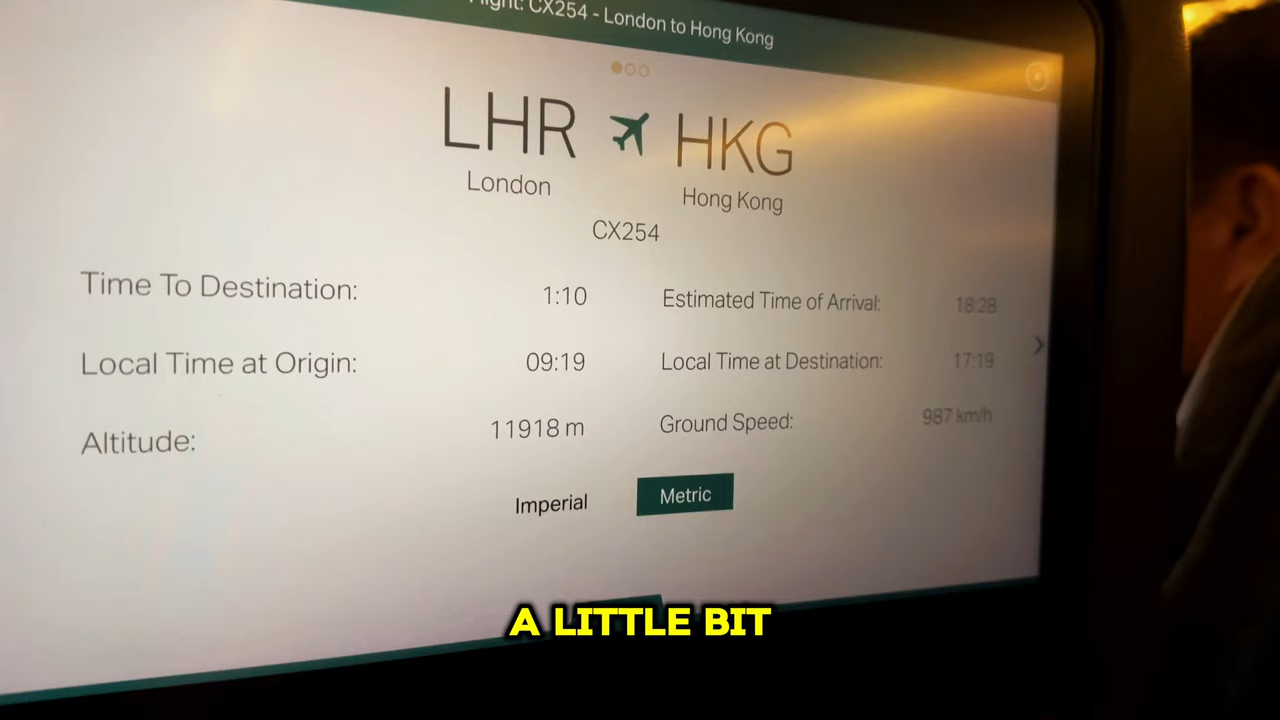 Flight: CX254 - London to Hong Kong
LHR HKG
London Hong Kong
CX254
Time To Destination: 1:10 Estimated Time of Arrival: 18:28
Local Time at Origin: 09:19 Local Time at Destination: 17:19
Altitude: 11918 m Ground Speed: 987 km/h
Imperial Metric
A LITTLE BIT